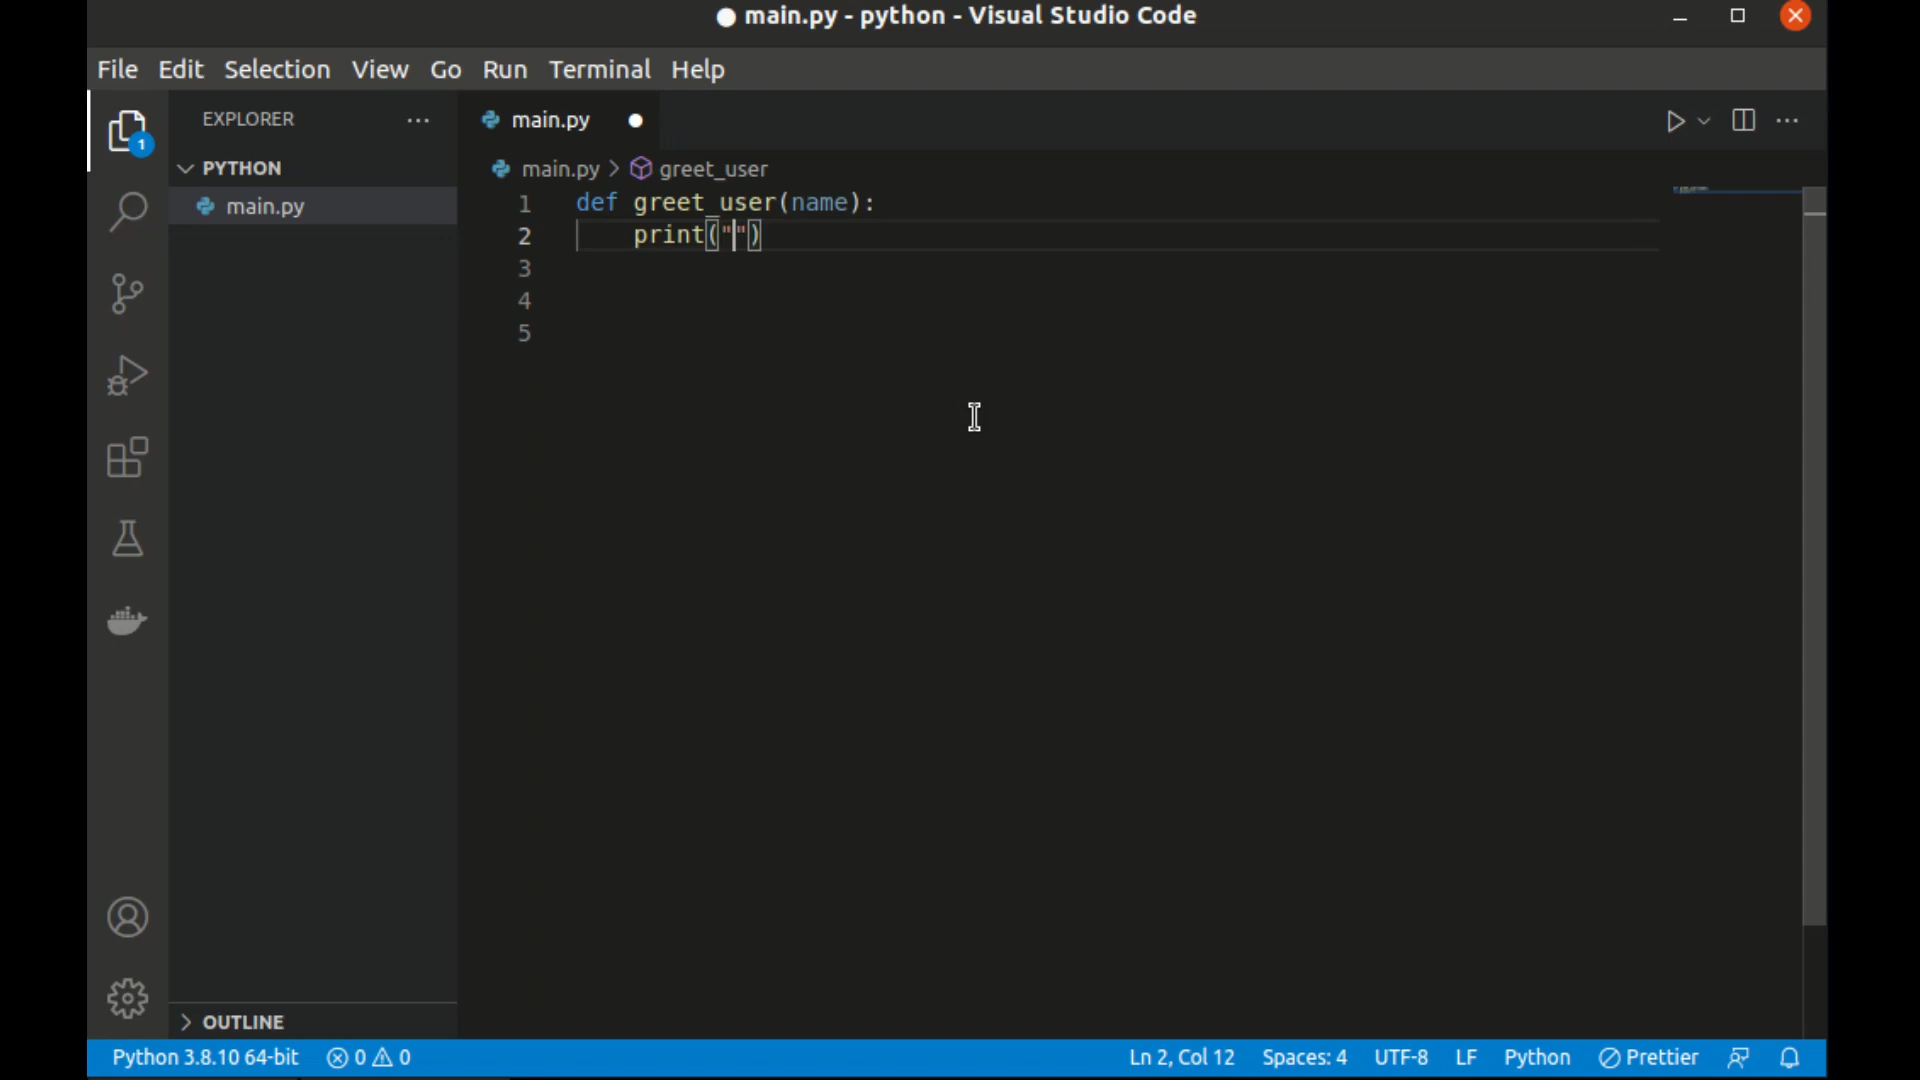 ● main.py - python - Visual Studio Code
File Edit Selection View Go Run Terminal Help
EXPLORER ···
main.py ●
1
PYTHON
main.py
main.py > greet_user
1 def greet_user(name):
2     print("")
3
4
5
OUTLINE
Python 3.8.10 64-bit 0 0 Ln 2, Col 12 Spaces: 4 UTF-8 LF Python Prettier